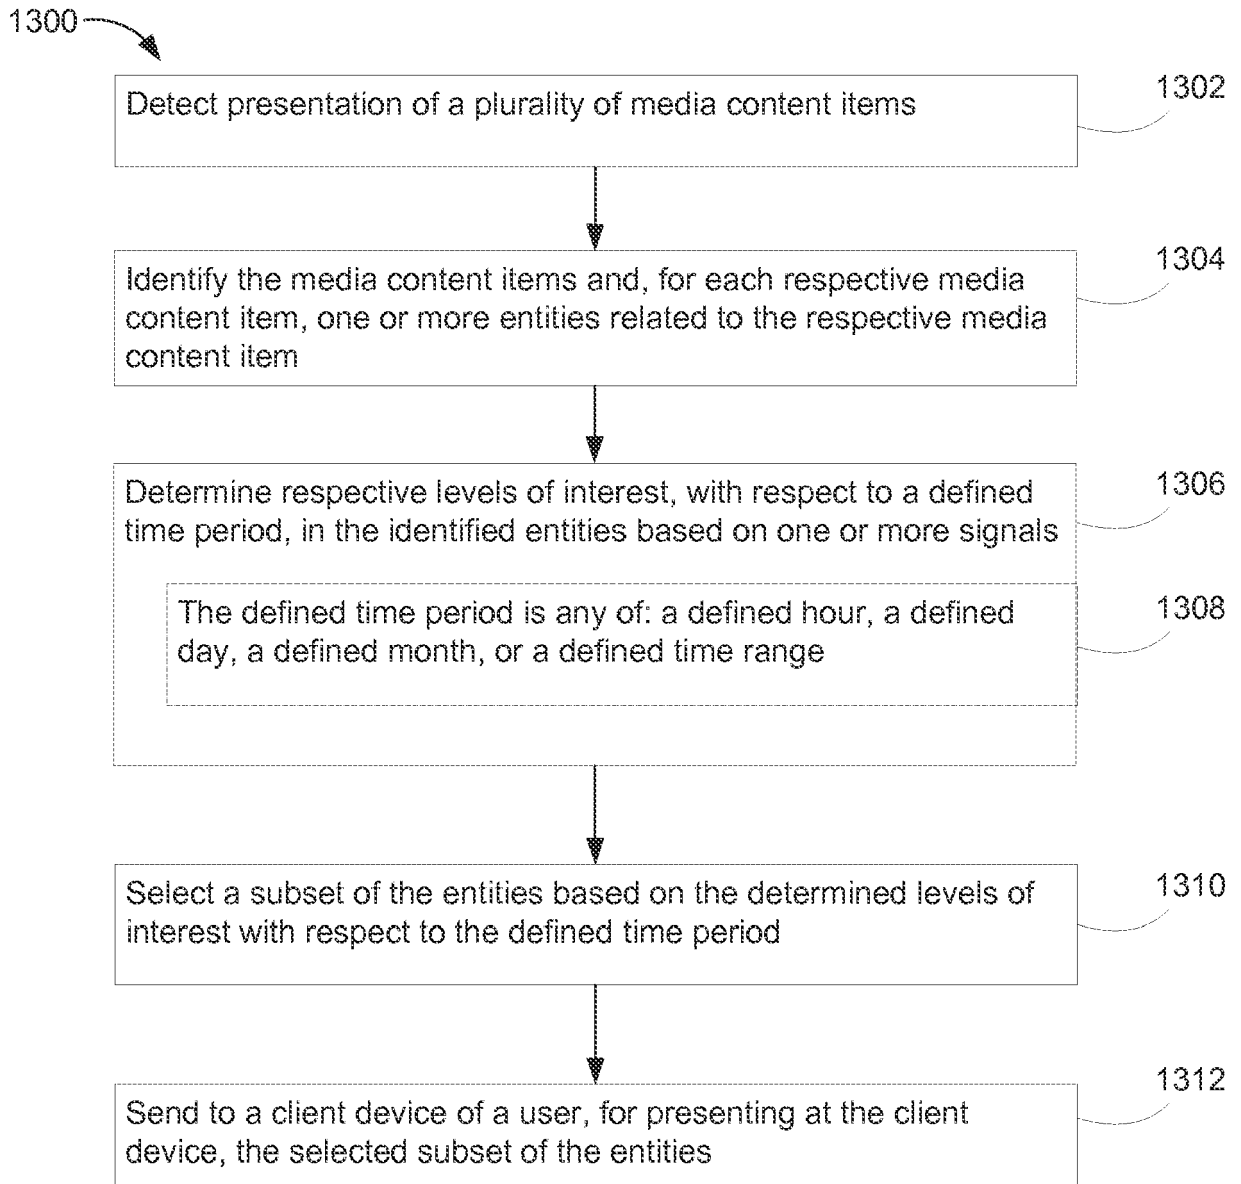 1300
Detect presentation of a plurality of media content items
1302
Identify the media content items and, for each respective media
content item, one or more entities related to the respective media
content item
1304
Determine respective levels of interest, with respect to a defined
time period, in the identified entities based on one or more signals
1306
The defined time period is any of: a defined hour, a defined
day, a defined month, or a defined time range
1308
Select a subset of the entities based on the determined levels of
interest with respect to the defined time period
1310
Send to a client device of a user, for presenting at the client
device, the selected subset of the entities
1312